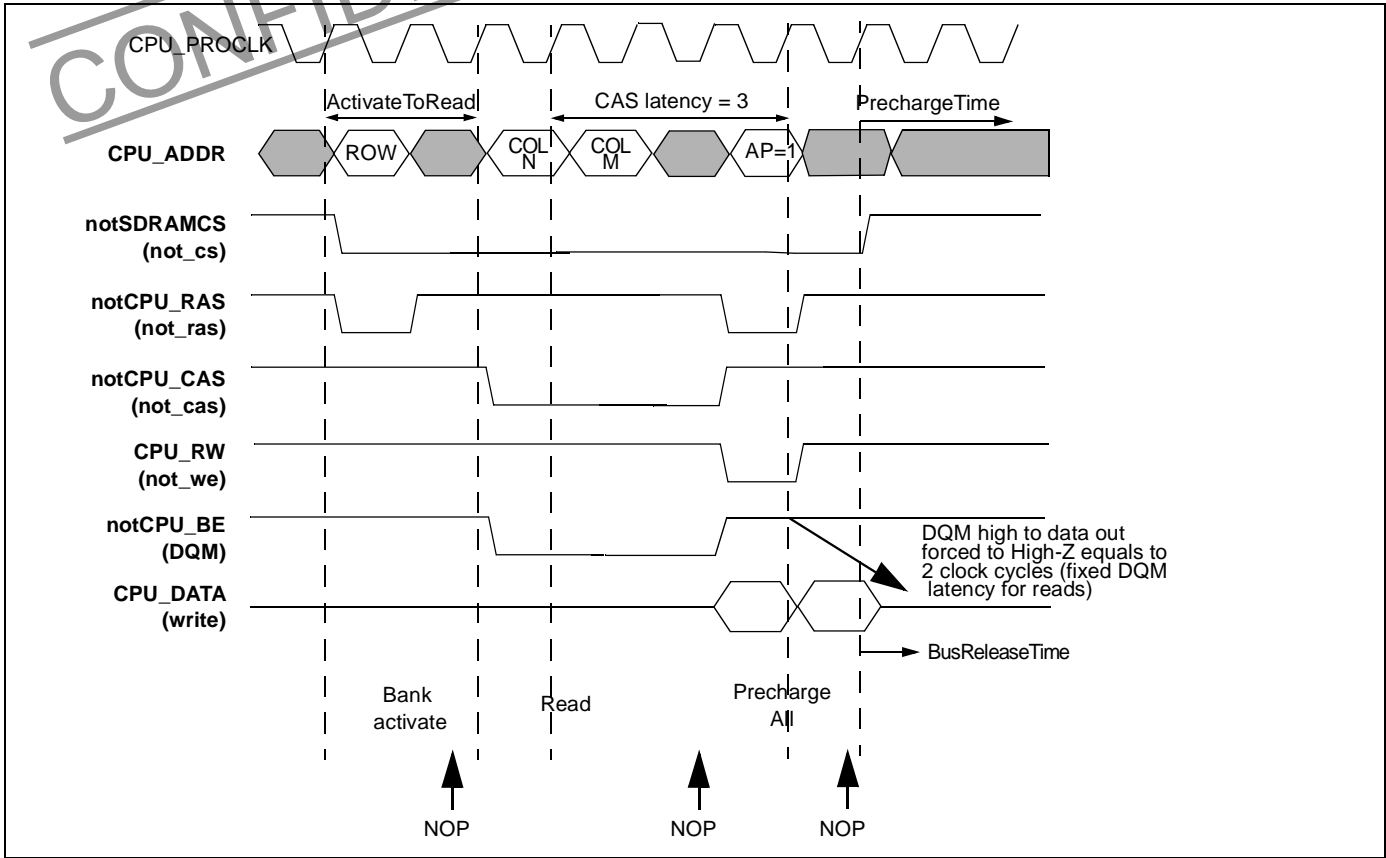 CONFID
CPU_PROCLK
ActivateToRead
CAS latency = 3
PrechargeTime
CPU_ADDR
ROW
COL
N
COL
M
AP=1
notSDRAMCS
(not_cs)
notCPU_RAS
(not_ras)
notCPU_CAS
(not_cas)
CPU_RW
(not_we)
notCPU_BE
(DQM)
DQM high to data out
forced to High-Z equals to
2 clock cycles (fixed DQM
latency for reads)
CPU_DATA
(write)
BusReleaseTime
Bank
activate
Read
Precharge
All
NOP
NOP
NOP